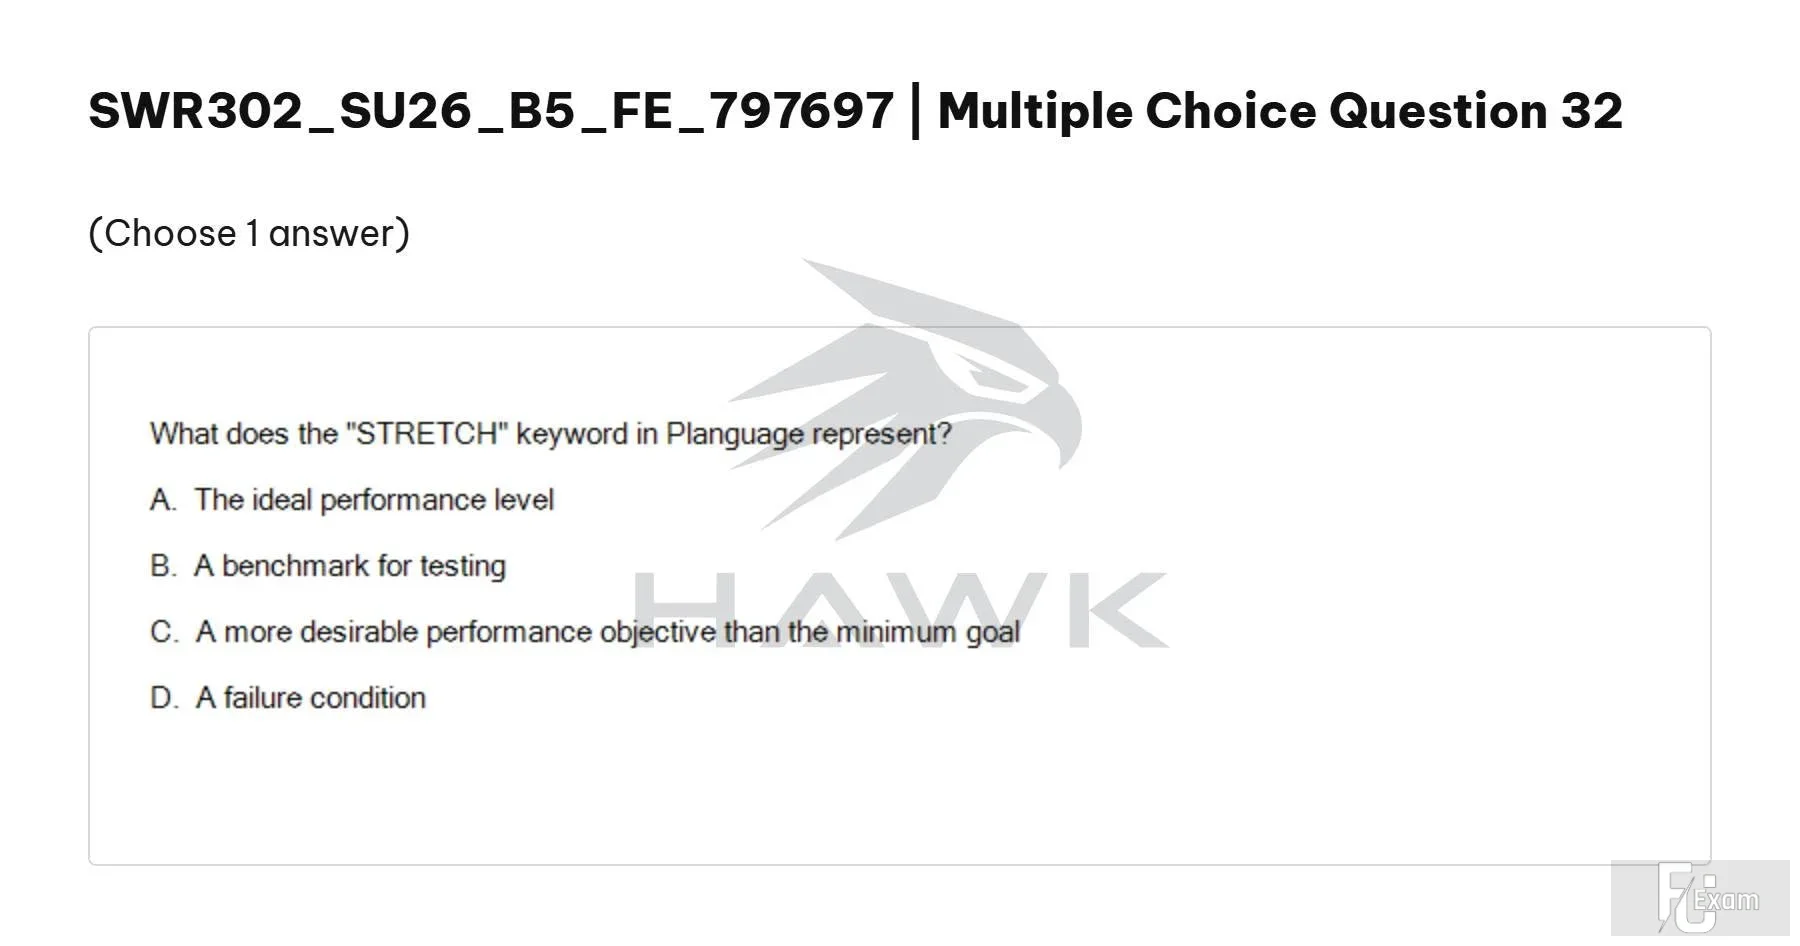 SWR302_SU26_B5_FE_797697 | Multiple Choice Question 32
(Choose 1 answer)
What does the "STRETCH" keyword in Planguage represent?
A. The ideal performance level
B. A benchmark for testing
C. A more desirable performance objective than the minimum goal
D. A failure condition
HAWK
FU Exam